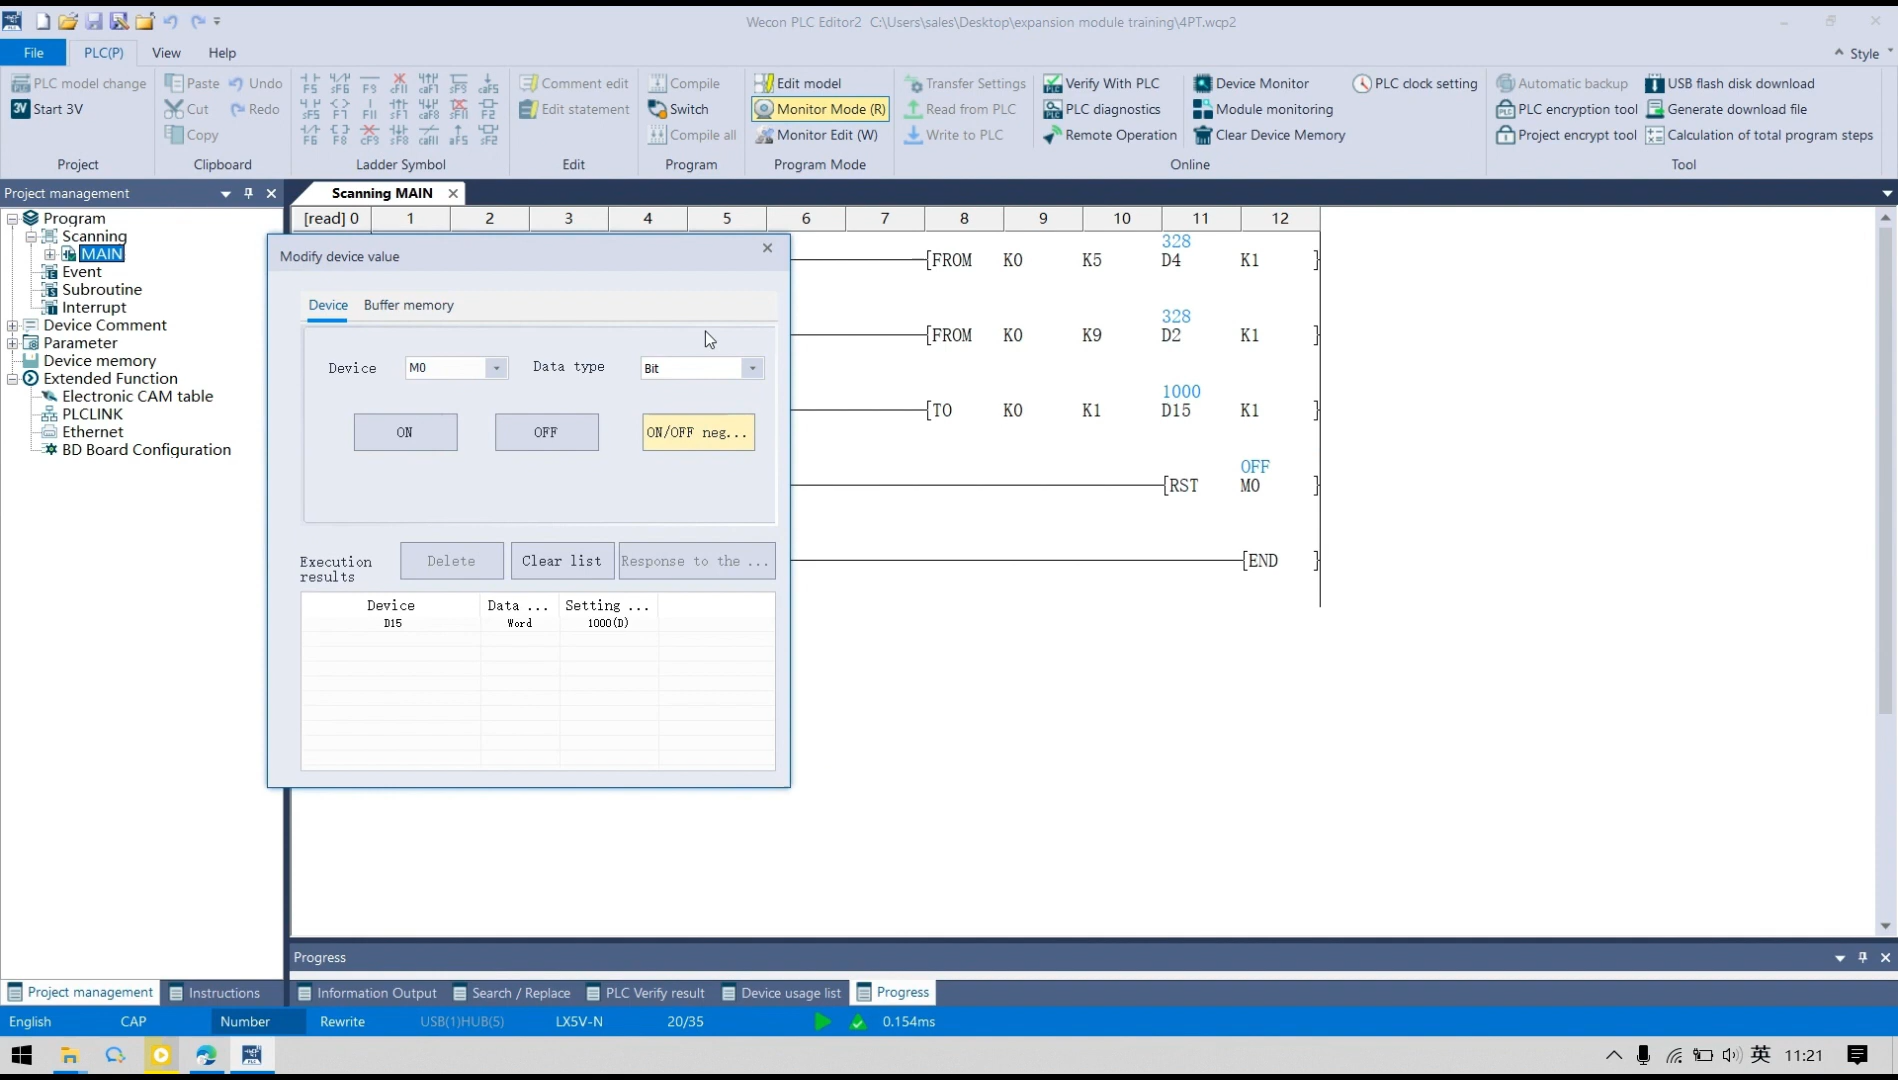 Wecon PLC Editor2 C:\Users\sales\Desktop\expansion module training\4PT.wcp2
File PLC(P) View Help Style
PLC model change
Start 3V
Project
Paste Undo
Cut Redo
Copy
Clipboard
Ladder Symbol
Comment edit
Edit statement
Edit
Compile
Switch
Compile all
Program
Edit model
Monitor Mode (R)
Monitor Edit (W)
Program Mode
Transfer Settings Verify With PLC Device Monitor PLC clock setting
Read from PLC PLC diagnostics Module monitoring
Write to PLC Remote Operation Clear Device Memory
Online
Automatic backup USB flash disk download
PLC encryption tool Generate download file
Project encrypt tool Calculation of total program steps
Tool
Project management
Program
Scanning
MAIN
Event
Subroutine
Interrupt
Device Comment
Parameter
Device memory
Extended Function
Electronic CAM table
PLCLINK
Ethernet
BD Board Configuration
Scanning MAIN
[read] 0 1 2 3 4 5 6 7 8 9 10 11 12
328
[FROM K0 K5 D4 K1 ]
328
[FROM K0 K9 D2 K1 ]
1000
[TO K0 K1 D15 K1 ]
OFF
[RST M0 ]
[END ]
Modify device value
Device Buffer memory
Device M0 Data type Bit
ON OFF ON/OFF neg...
Execution results Delete Clear list Response to the ...
Device Data ... Setting ...
D15 Word 1000(D)
Progress
Project management Instructions Information Output Search / Replace PLC Verify result Device usage list Progress
English CAP Number Rewrite USB(1)HUB(5) LX5V-N 20/35 0.154ms
英 11:21